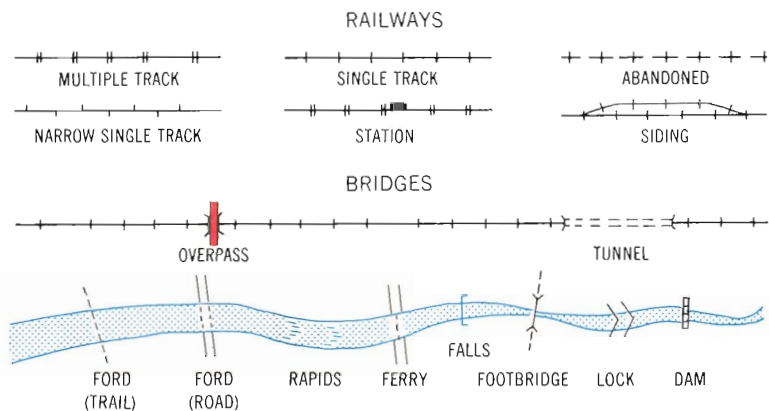 RAILWAYS
MULTIPLE TRACK
SINGLE TRACK
ABANDONED
NARROW SINGLE TRACK
STATION
SIDING
BRIDGES
OVERPASS
TUNNEL
FORD
(TRAIL)
FORD
(ROAD)
RAPIDS
FERRY
FALLS
FOOTBRIDGE
LOCK
DAM